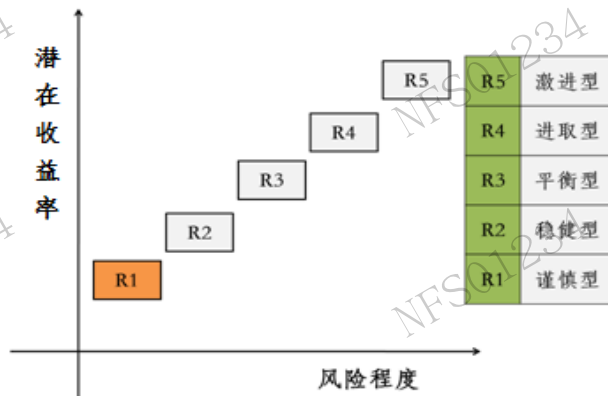 潜在收益率
R5
R4
R3
R2
R1
风险程度
R5 激进型
R4 进取型
R3 平衡型
R2 稳健型
R1 谨慎型
NFS01234
NFS01234